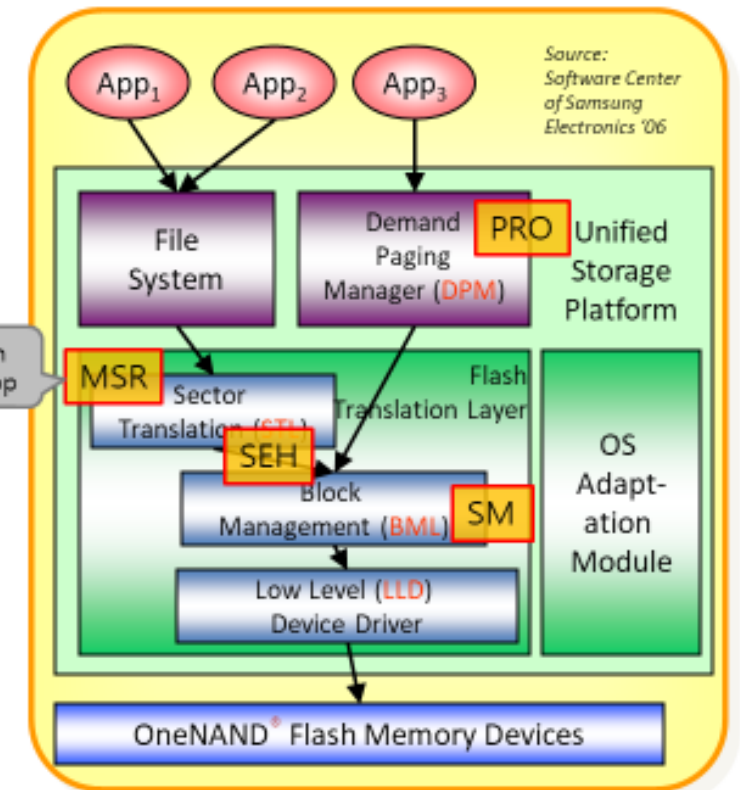 App₁
App₂
App₃
Source:
Software Center
of Samsung
Electronics '06
File
System
Demand
Paging
Manager (DPM)
PRO
Unified
Storage
Platform
MSR
Sector
Translation (STL)
Flash
Translation Layer
SEH
Block
Management (BML)
SM
Low Level (LLD)
Device Driver
OS
Adapt-
ation
Module
OneNAND® Flash Memory Devices